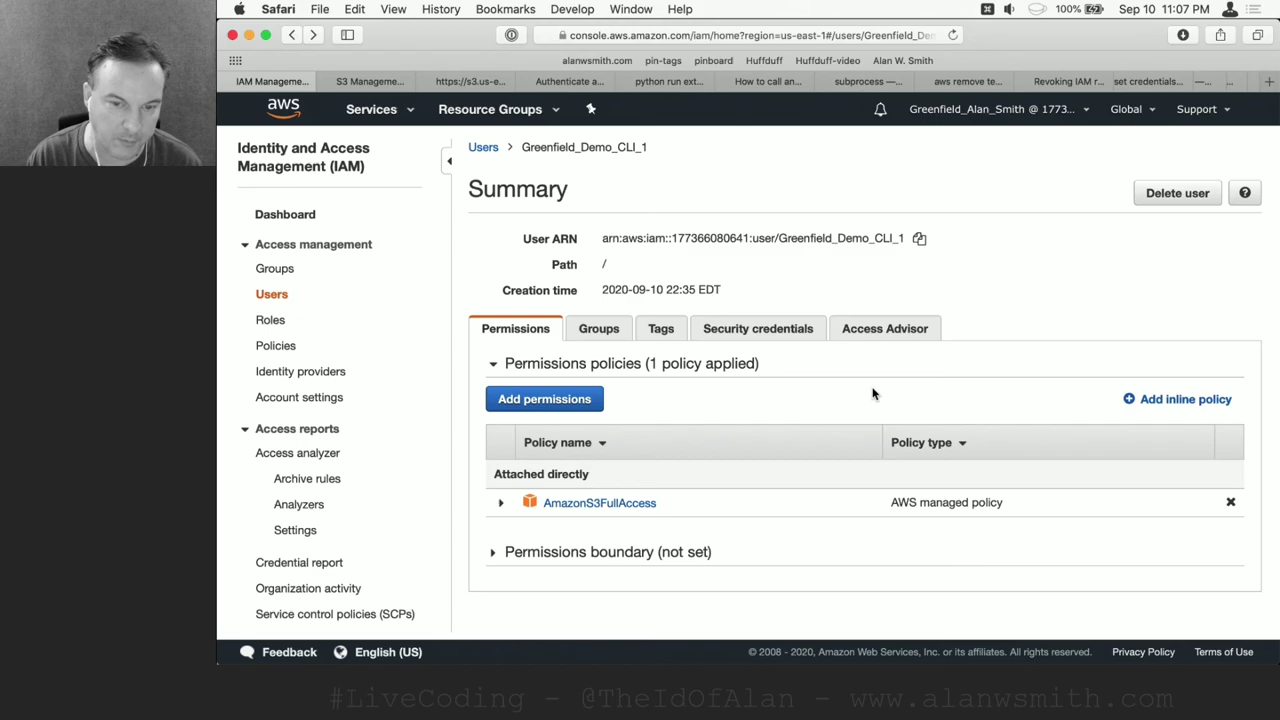 Safari File Edit View History Bookmarks Develop Window Help 100% Sep 10 11:07 PM
console.aws.amazon.com/iam/home?region=us-east-1#/users/Greenfield_Den
alanwsmith.com pin-tags pinboard Huffduff Huffduff-video Alan W. Smith
IAM Manageme... S3 Manageme... https://s3.us-e... Authenticate a... python run ext... How to call an... subprocess —... aws remove te... Revoking IAM r... set credentials... —... ...
aws Services Resource Groups Greenfield_Alan_Smith @ 1773... Global Support
Identity and Access
Management (IAM)
Dashboard
Access management
Groups
Users
Roles
Policies
Identity providers
Account settings
Access reports
Access analyzer
Archive rules
Analyzers
Settings
Credential report
Organization activity
Service control policies (SCPs)
Users > Greenfield_Demo_CLI_1
Summary
Delete user ?
User ARN arn:aws:iam::177366080641:user/Greenfield_Demo_CLI_1
Path /
Creation time 2020-09-10 22:35 EDT
Permissions Groups Tags Security credentials Access Advisor
Permissions policies (1 policy applied)
Add permissions Add inline policy
Policy name Policy type
Attached directly
AmazonS3FullAccess AWS managed policy
Permissions boundary (not set)
Feedback English (US) © 2008 - 2020, Amazon Web Services, Inc. or its affiliates. All rights reserved. Privacy Policy Terms of Use
#LiveCoding - @TheIdOfAlan - www.alanwsmith.com